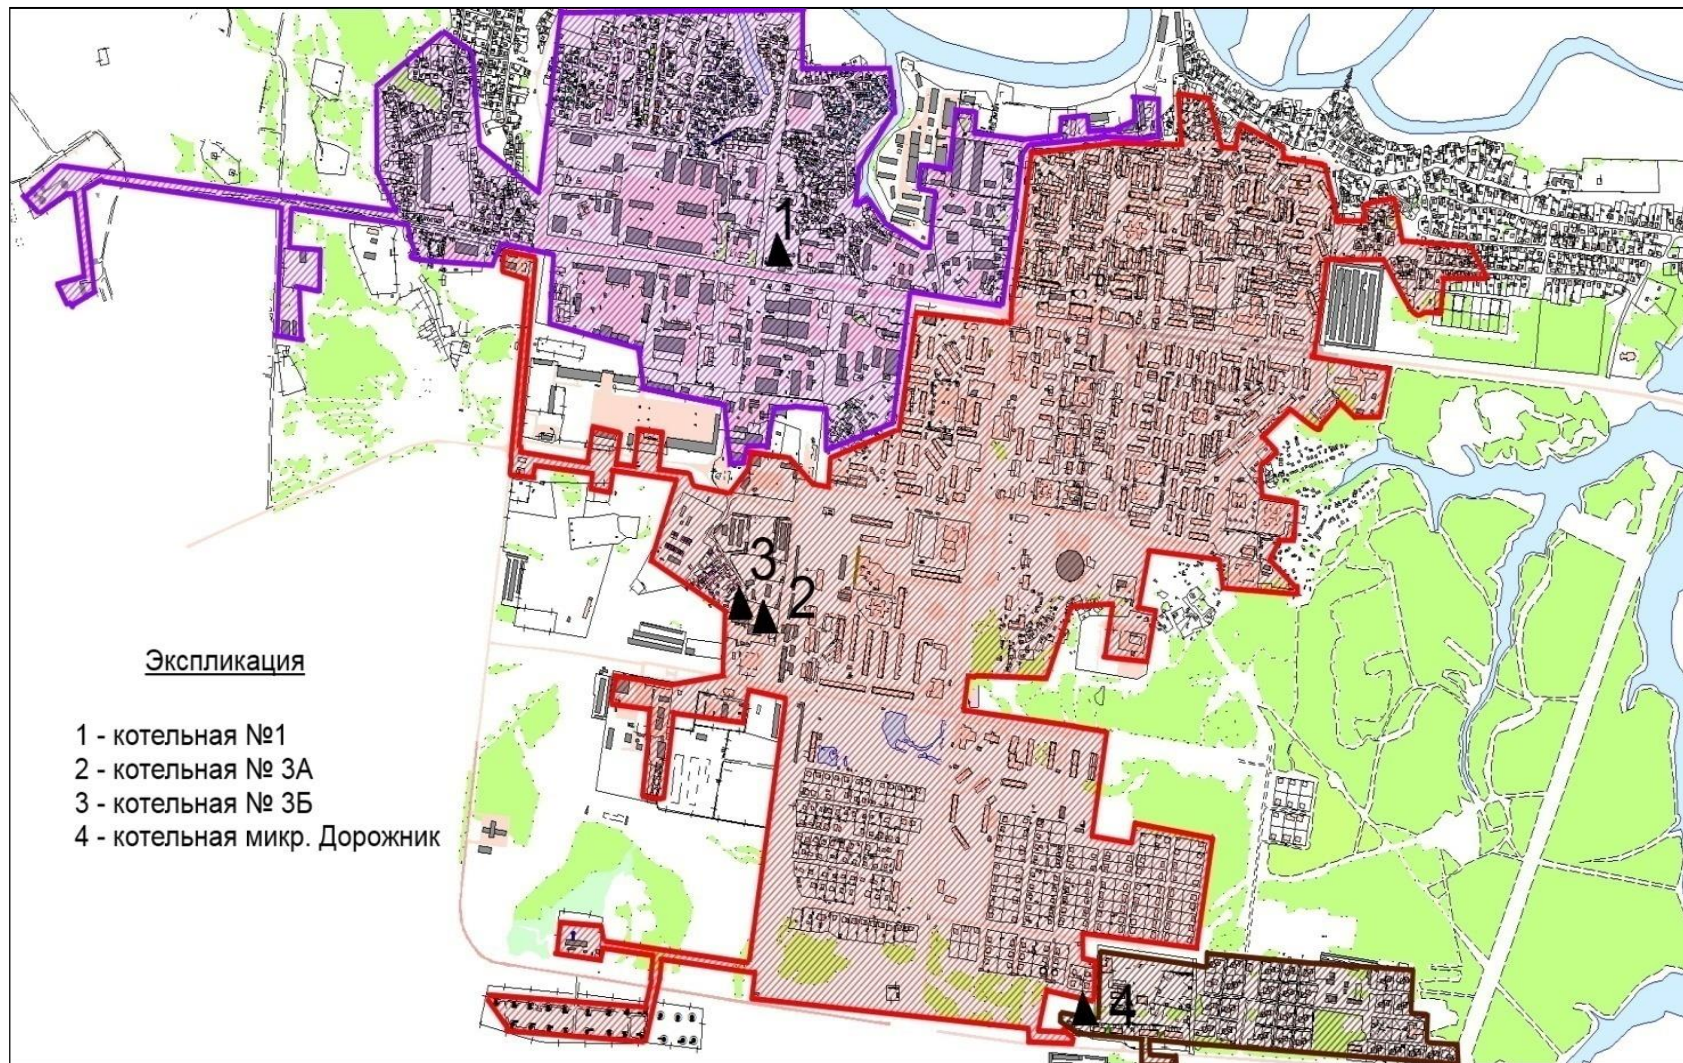 1
3
2
Экспликация
1 - котельная №1
2 - котельная № 3А
3 - котельная № 3Б
4 - котельная микр. Дорожник
4